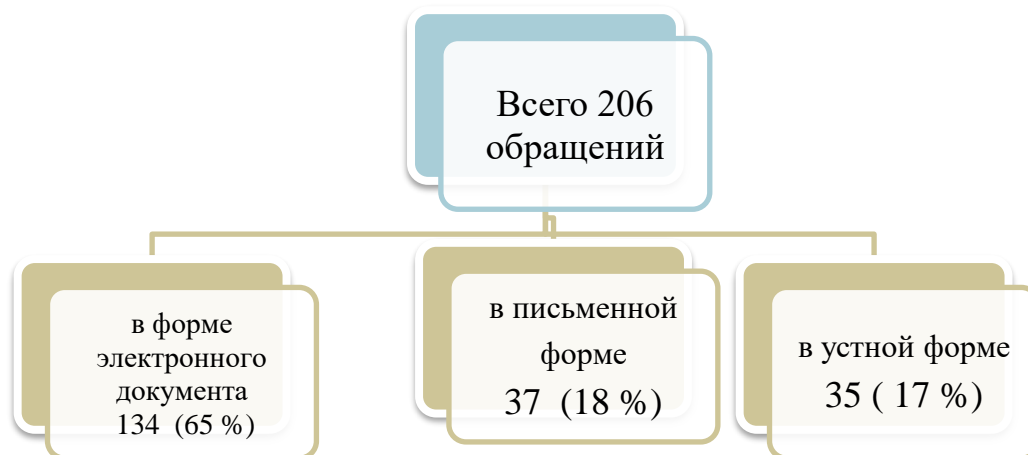 Всего 206
обращений
в форме
электронного
документа
134 (65 %)
в письменной
форме
37 (18 %)
в устной форме
35 ( 17 %)